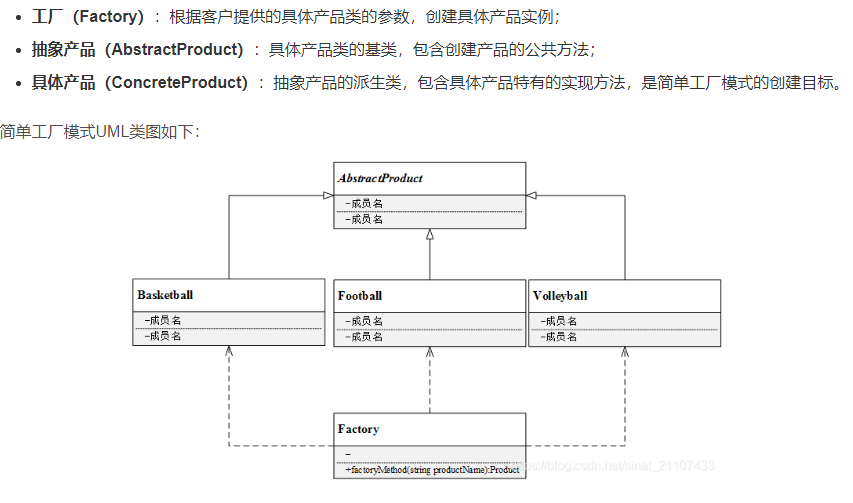 工厂（Factory）：根据客户提供的具体产品类的参数，创建具体产品实例；
抽象产品（AbstractProduct）：具体产品类的基类，包含创建产品的公共方法；
具体产品（ConcreteProduct）：抽象产品的派生类，包含具体产品特有的实现方法，是简单工厂模式的创建目标。
简单工厂模式UML类图如下：
AbstractProduct
-成员名
-成员名
Basketball
-成员名
-成员名
Football
-成员名
-成员名
Volleyball
-成员名
-成员名
Factory
-
+factoryMethod(string productName):Product
https://blog.csdn.net/sinat_21107433